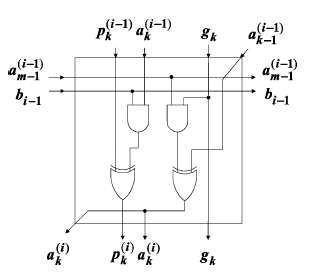 p_k^{(i-1)} a_k^{(i-1)} g_k a_{k-1}^{(i-1)}
a_{m-1}^{(i-1)} a_{m-1}^{(i-1)}
b_{i-1} b_{i-1}
a_k^{(i)} p_k^{(i)} a_k^{(i)} g_k